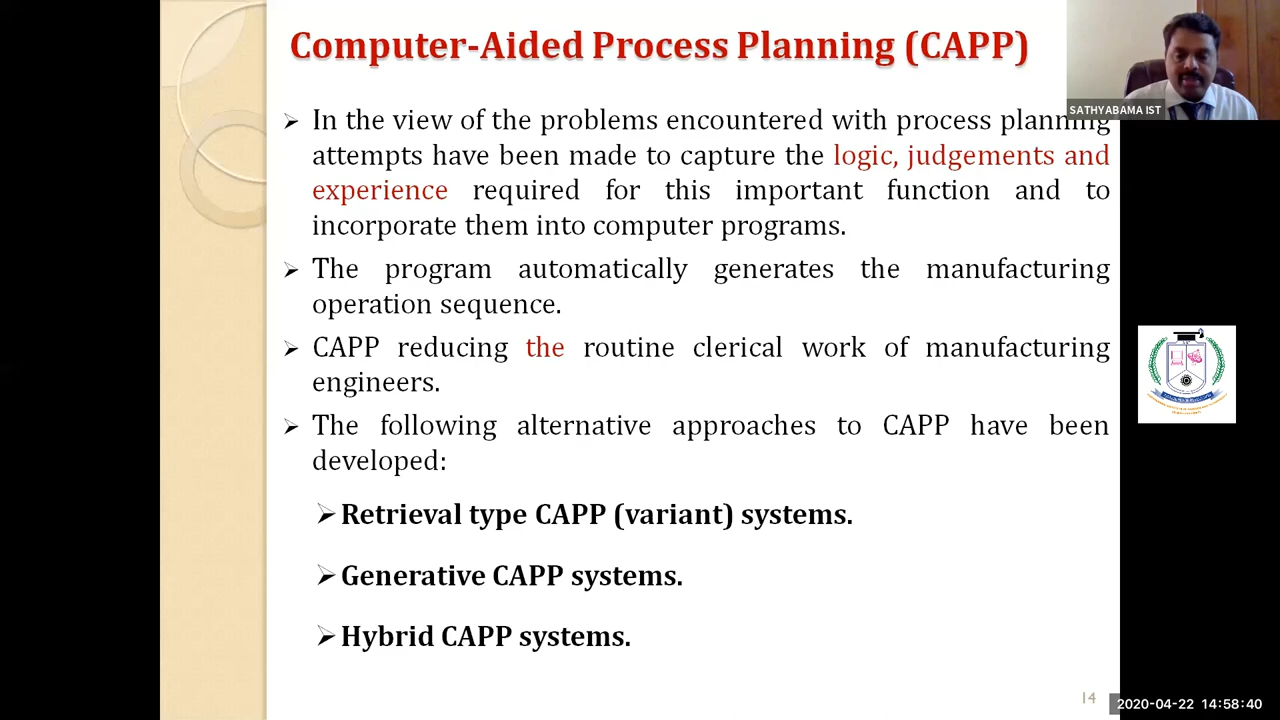 Computer-Aided Process Planning (CAPP)
SATHYABAMA IST
➢ In the view of the problems encountered with process planning
attempts have been made to capture the logic, judgements and
experience required for this important function and to
incorporate them into computer programs.
➢ The program automatically generates the manufacturing
operation sequence.
➢ CAPP reducing the routine clerical work of manufacturing
engineers.
➢ The following alternative approaches to CAPP have been
developed:
➢ Retrieval type CAPP (variant) systems.
➢ Generative CAPP systems.
➢ Hybrid CAPP systems.
14
2020-04-22 14:58:40